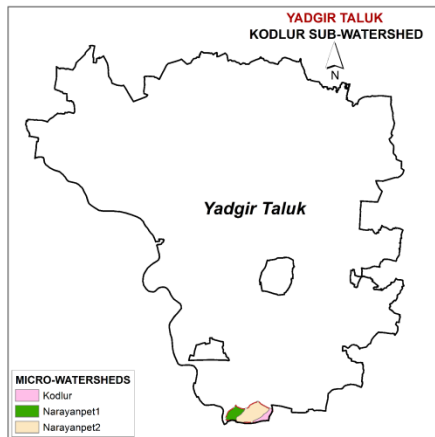 YADGIR TALUK
KODLUR SUB-WATERSHED
N
Yadgir Taluk
MICRO-WATERSHEDS
Kodlur
Narayanpet1
Narayanpet2